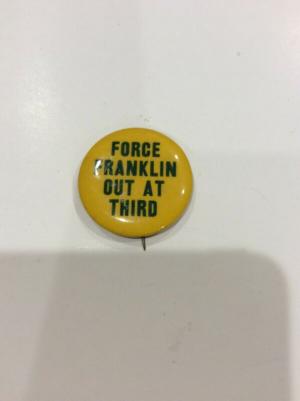 FORCE
FRANKLIN
OUT AT
THIRD